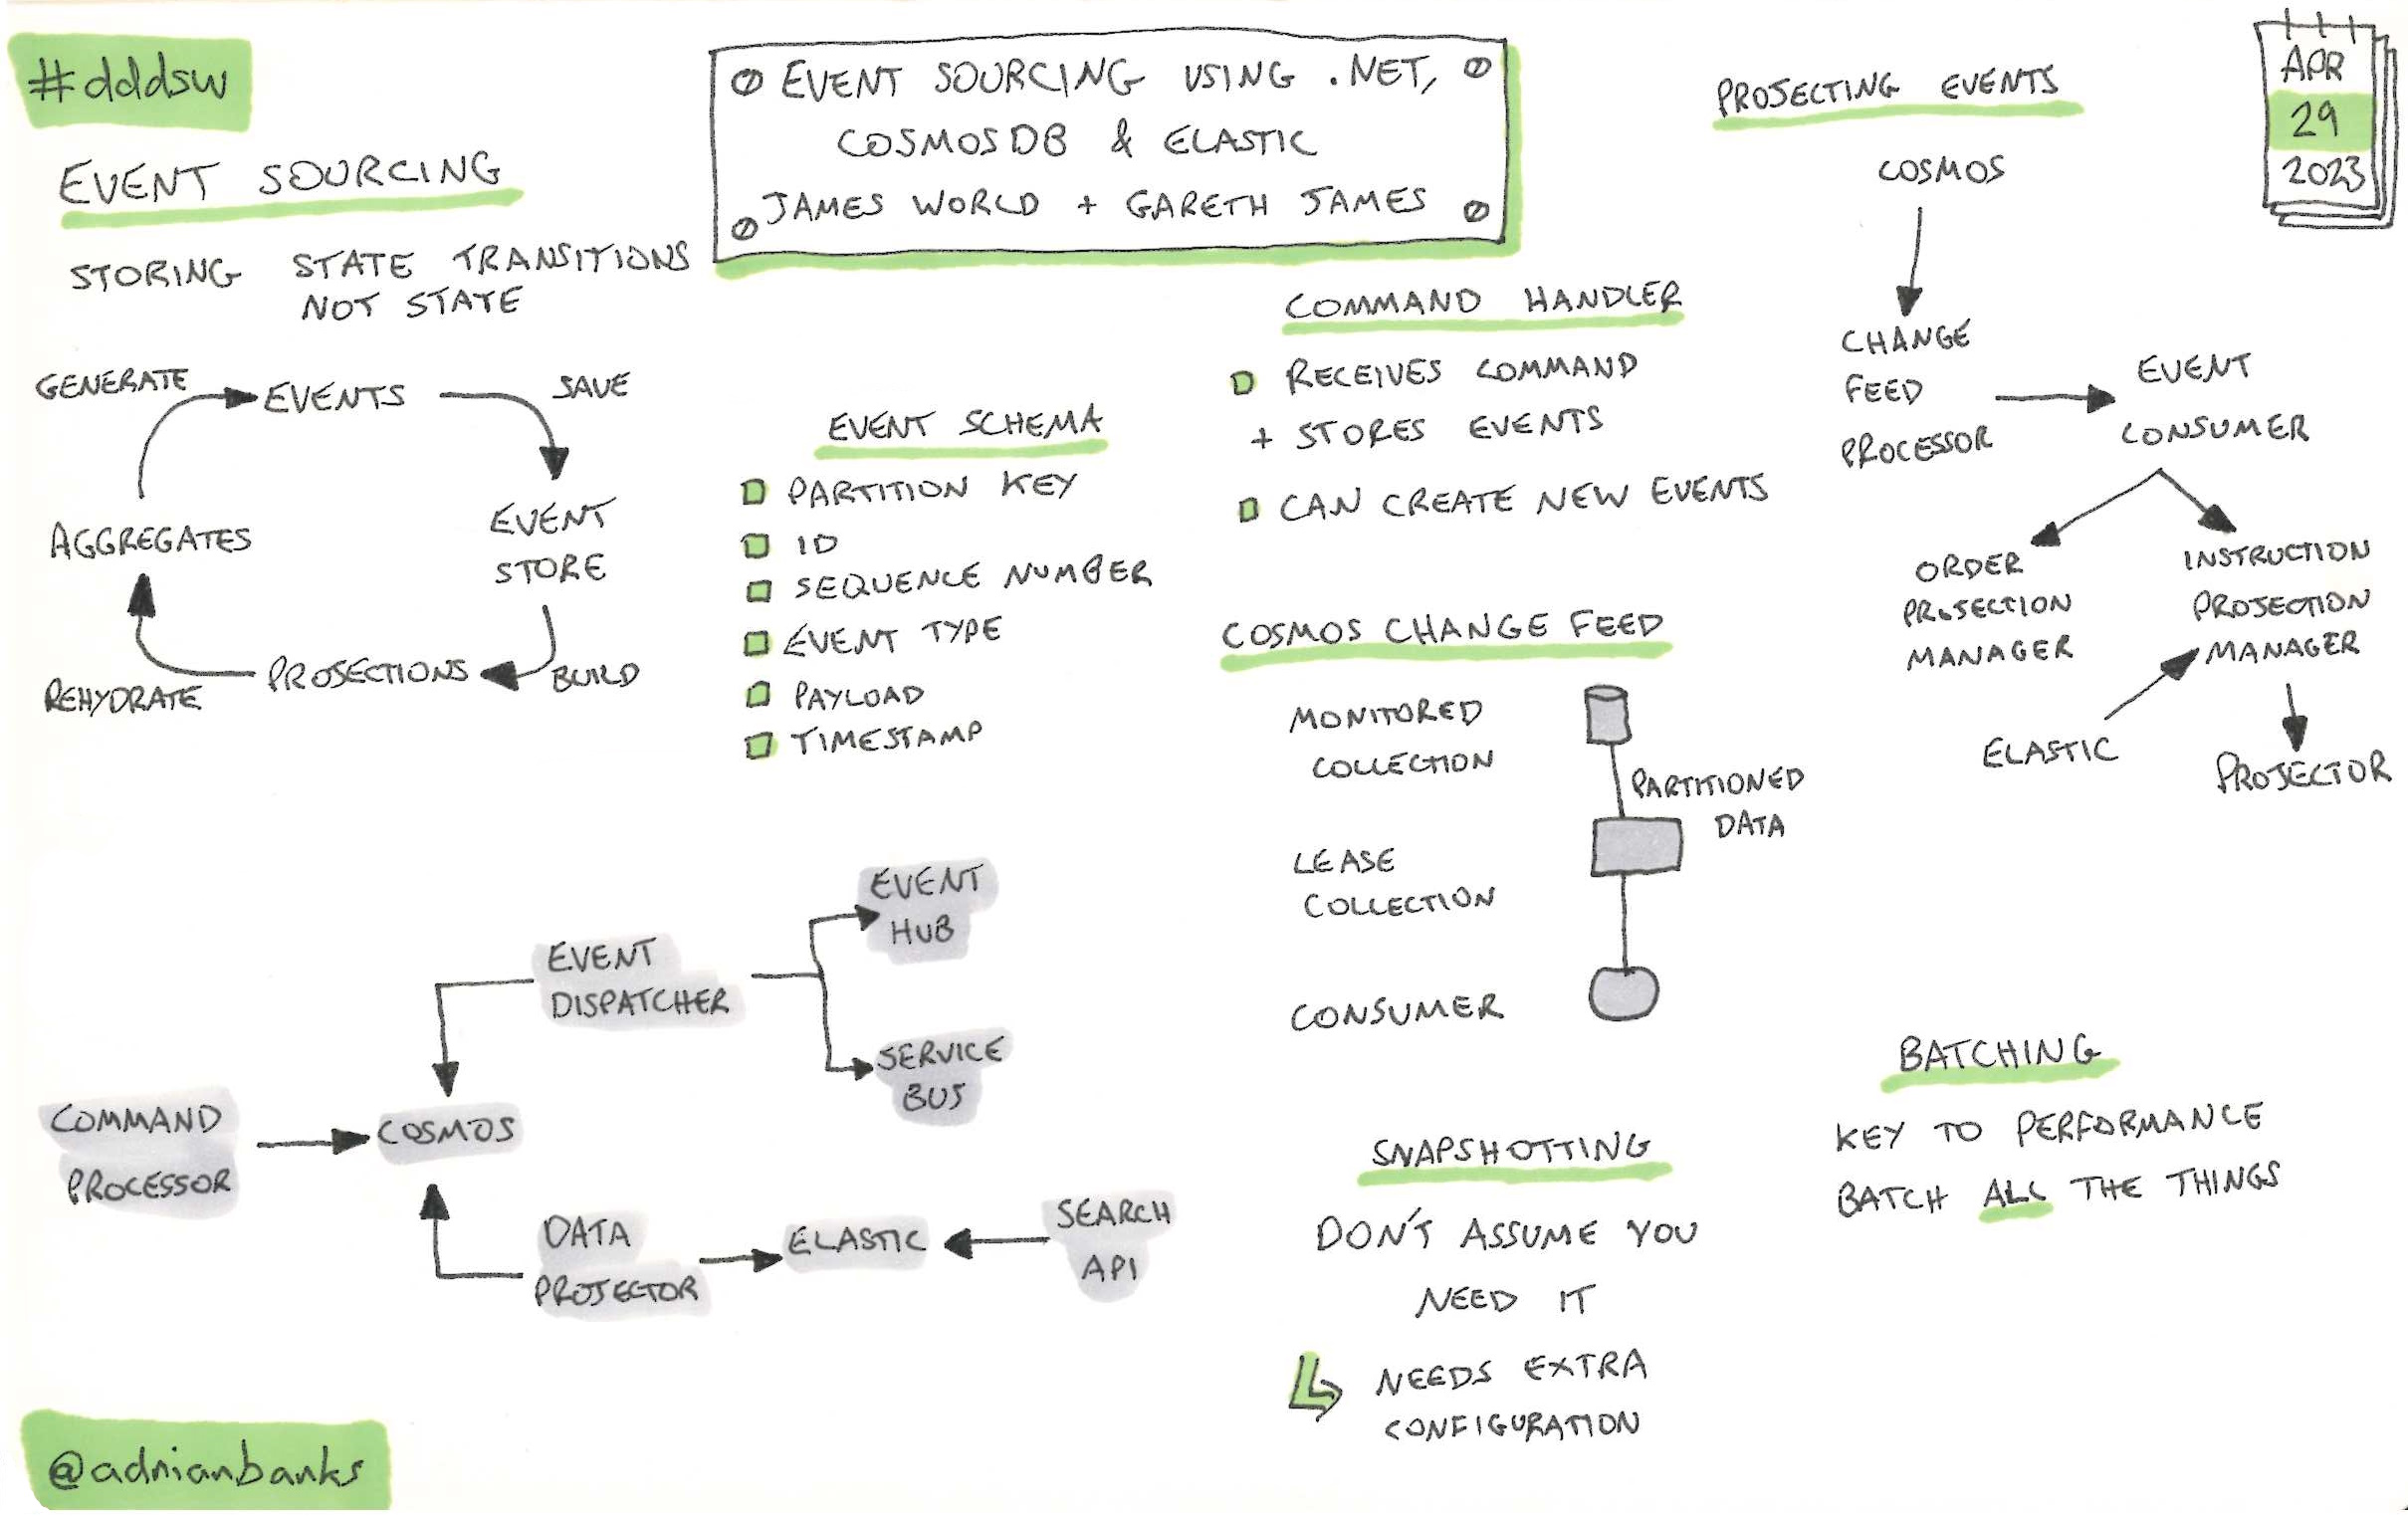 #dddsw
EVENT SOURCING USING .NET,
COSMOSDB & ELASTIC
JAMES WORLD + GARETH JAMES
APR
29
2023
EVENT SOURCING
STORING STATE TRANSITIONS
NOT STATE
GENERATE
EVENTS
SAVE
EVENT
STORE
BUILD
PROJECTIONS
REHYDRATE
AGGREGATES
EVENT SCHEMA
PARTITION KEY
ID
SEQUENCE NUMBER
EVENT TYPE
PAYLOAD
TIMESTAMP
COMMAND HANDLER
RECEIVES COMMAND
+ STORES EVENTS
CAN CREATE NEW EVENTS
COSMOS CHANGE FEED
MONITORED
COLLECTION
PARTITIONED
DATA
LEASE
COLLECTION
CONSUMER
PROJECTING EVENTS
COSMOS
CHANGE
FEED
PROCESSOR
EVENT
CONSUMER
ORDER
PROJECTION
MANAGER
INSTRUCTION
PROJECTION
MANAGER
ELASTIC
PROJECTOR
EVENT
DISPATCHER
EVENT
HUB
SERVICE
BUS
COMMAND
PROCESSOR
COSMOS
DATA
PROJECTOR
ELASTIC
SEARCH
API
SNAPSHOTTING
DON'T ASSUME YOU
NEED IT
NEEDS EXTRA
CONFIGURATION
BATCHING
KEY TO PERFORMANCE
BATCH ALL THE THINGS
@adrianbanks